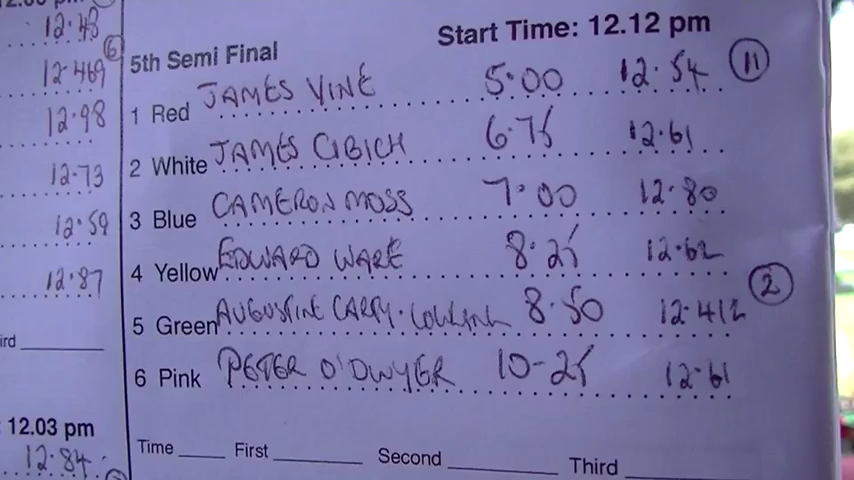 12.48
6
12.469
12.98
12.73
12.59
12.87
ird
12.03 pm
12.84
5th Semi Final Start Time: 12.12 pm
1 Red JAMES VINE 5.00 12.54 11
2 White JAMES CIBICH 6.75 12.61
3 Blue CAMERON MOSS 7.00 12.80
4 Yellow EDWARD WARE 8.25 12.62
5 Green AUGUSTINE CARRY. 8.50 12.412 2
6 Pink PETER O'DWYER 10-25 12.61
Time First Second Third